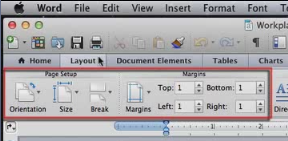 Word File Edit View Insert Format Font T
Workpla
Home Layout Document Elements Tables Charts
Page Setup Margins
Orientation Size Break Margins Top: 1 Bottom: 1 Left: 1 Right: 1 Direc